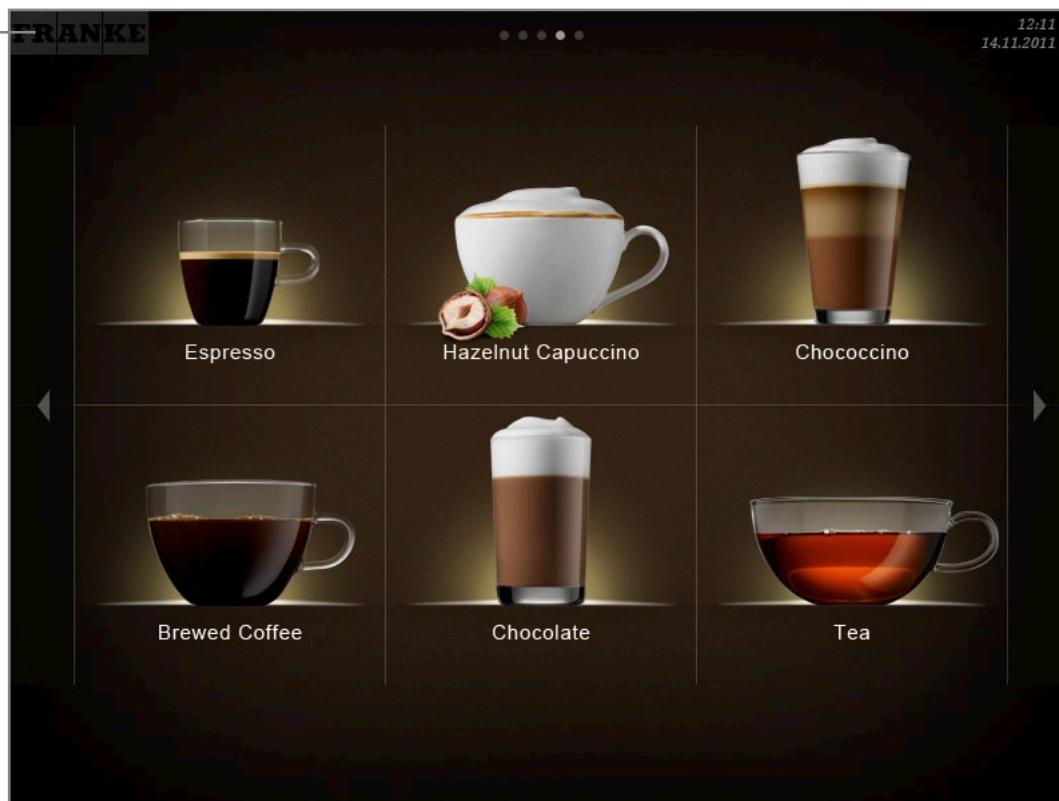 FRANKE
12:11
14.11.2011
Espresso
Hazelnut Capuccino
Chococcino
Brewed Coffee
Chocolate
Tea